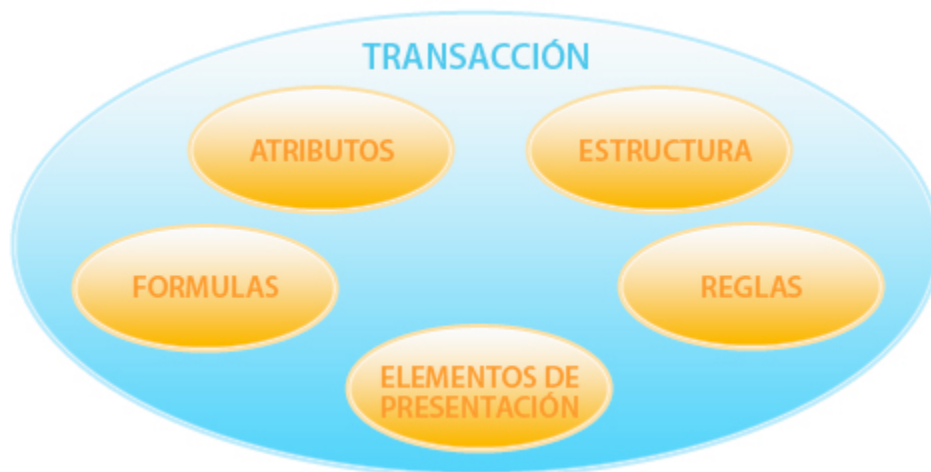 TRANSACCIÓN
ATRIBUTOS
ESTRUCTURA
FORMULAS
REGLAS
ELEMENTOS DE
PRESENTACIÓN